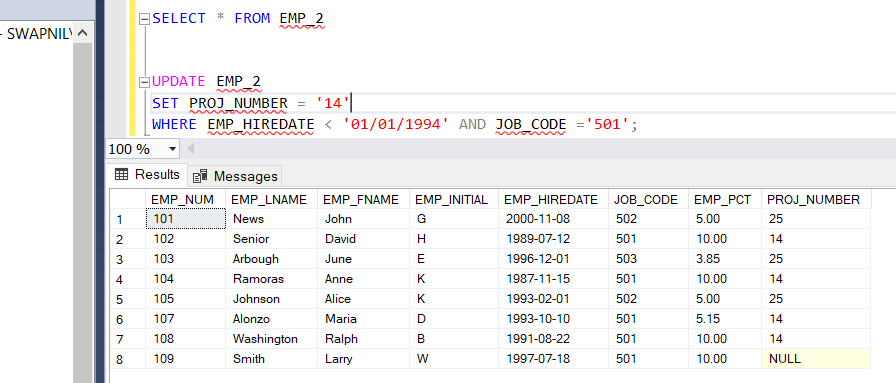 - SWAPNILV
SELECT * FROM EMP_2
UPDATE EMP_2
SET PROJ_NUMBER = '14'
WHERE EMP_HIREDATE < '01/01/1994' AND JOB_CODE ='501';
100 %
Results Messages
EMP_NUM EMP_LNAME EMP_FNAME EMP_INITIAL EMP_HIREDATE JOB_CODE EMP_PCT PROJ_NUMBER
1 101 News John G 2000-11-08 502 5.00 25
2 102 Senior David H 1989-07-12 501 10.00 14
3 103 Arbough June E 1996-12-01 503 3.85 25
4 104 Ramoras Anne K 1987-11-15 501 10.00 14
5 105 Johnson Alice K 1993-02-01 502 5.00 25
6 107 Alonzo Maria D 1993-10-10 501 5.15 14
7 108 Washington Ralph B 1991-08-22 501 10.00 14
8 109 Smith Larry W 1997-07-18 501 10.00 NULL